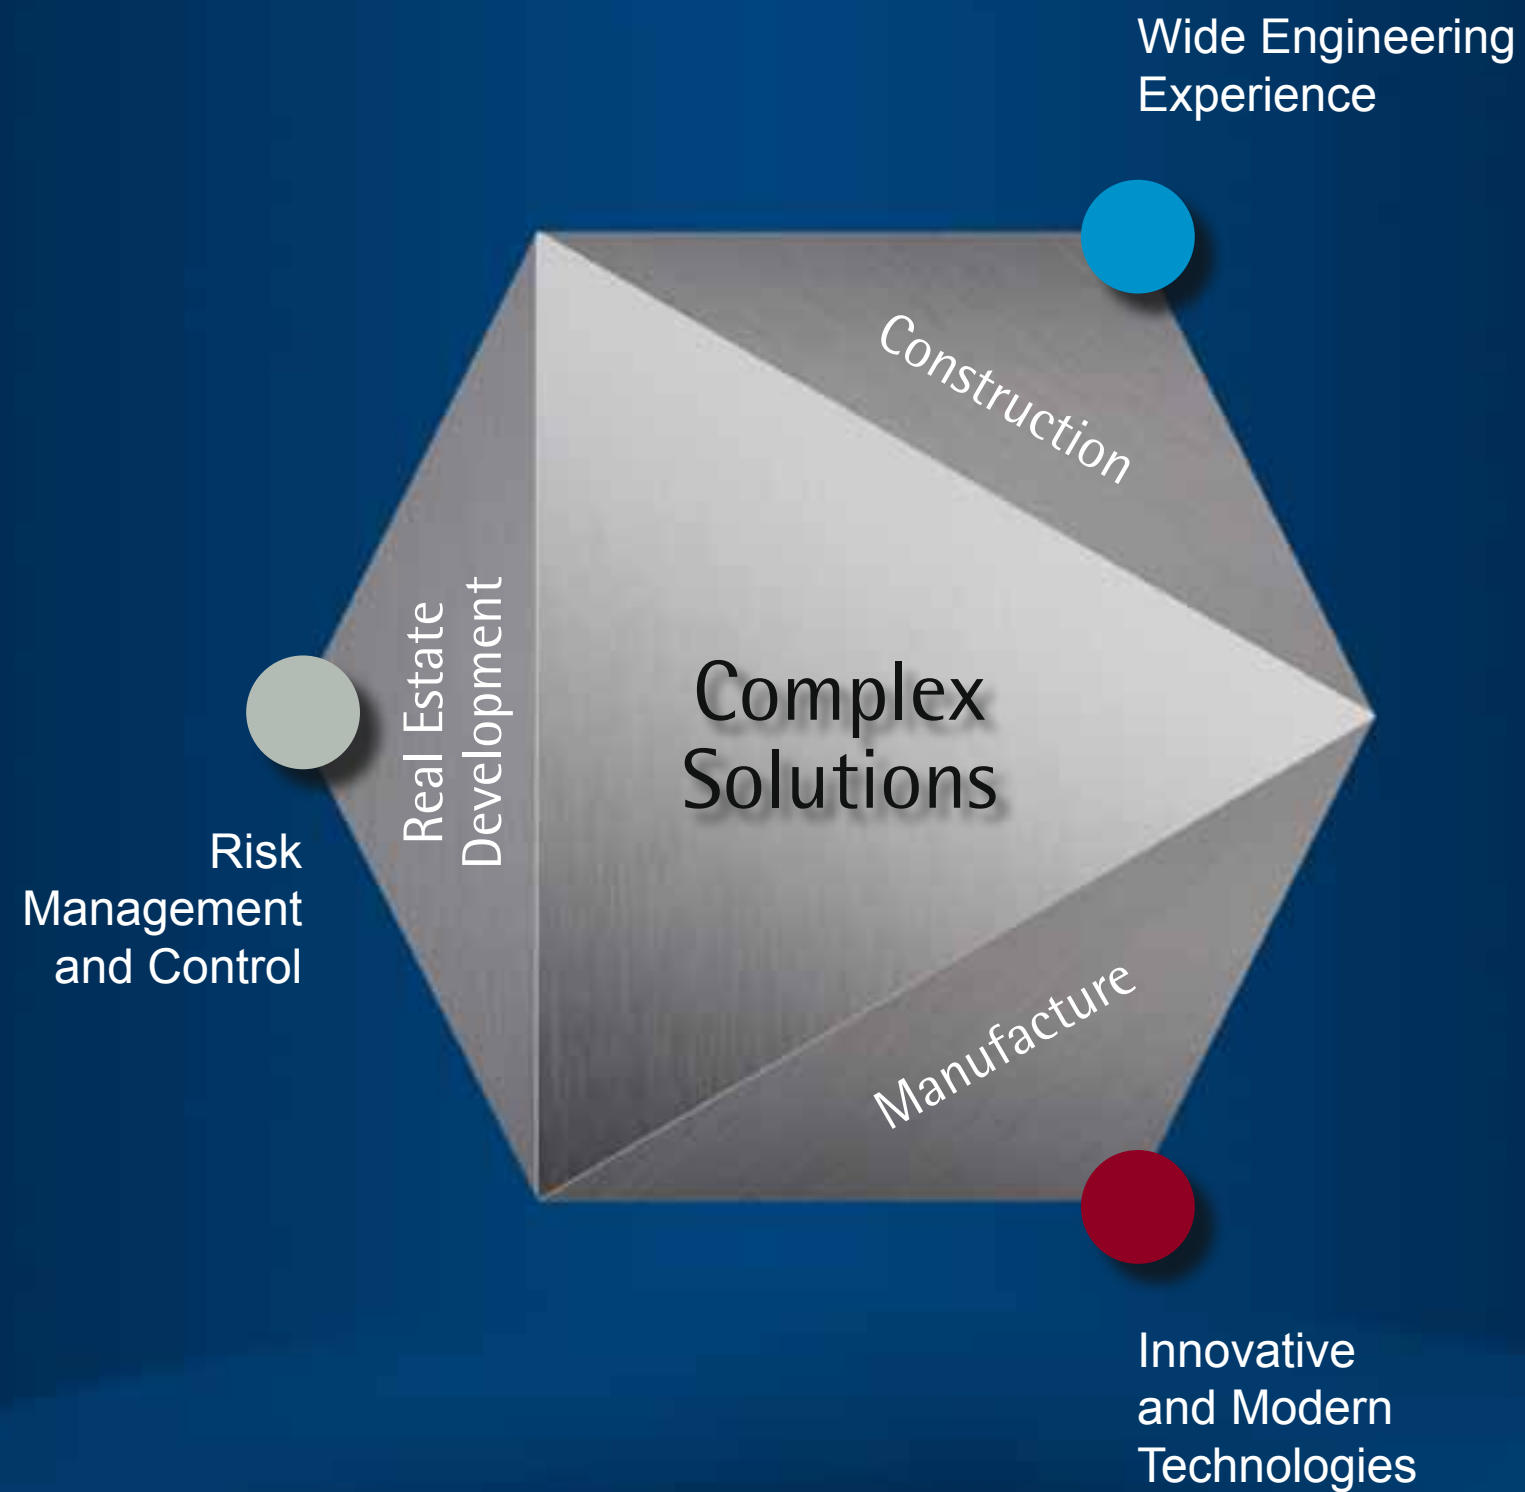 Wide Engineering
Experience
Construction
Real Estate
Development
Complex
Solutions
Risk
Management
and Control
Manufacture
Innovative
and Modern
Technologies